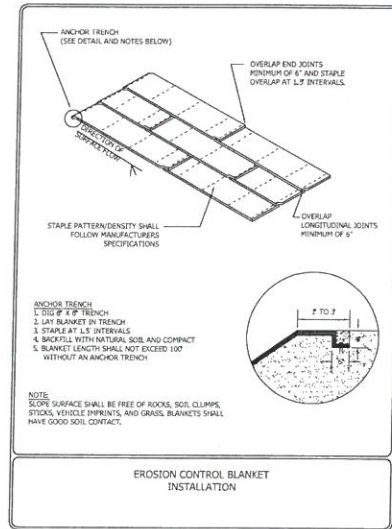 ANCHOR TRENCH
(SEE DETAIL AND NOTES BELOW)
OVERLAP END JOINTS
MINIMUM OF 6" AND STAPLE
OVERLAP AT 1.5' INTERVALS.
DIRECTION OF
SURFACE FLOW
STAPLE PATTERN/DENSITY SHALL
FOLLOW MANUFACTURERS
SPECIFICATIONS
OVERLAP
LONGITUDINAL JOINTS
MINIMUM OF 6"
ANCHOR TRENCH
1. DIG 6" X 6" TRENCH
2. LAY BLANKET IN TRENCH
3. STAPLE AT 1.5' INTERVALS
4. BACKFILL WITH NATURAL SOIL AND COMPACT
5. BLANKET LENGTH SHALL NOT EXCEED 100'
WITHOUT AN ANCHOR TRENCH
2' TO 3'
6"
NOTE:
SLOPE SURFACE SHALL BE FREE OF ROCKS, SOIL CLUMPS,
STICKS, VEHICLE IMPRINTS, AND GRASS. BLANKETS SHALL
HAVE GOOD SOIL CONTACT.
EROSION CONTROL BLANKET
INSTALLATION